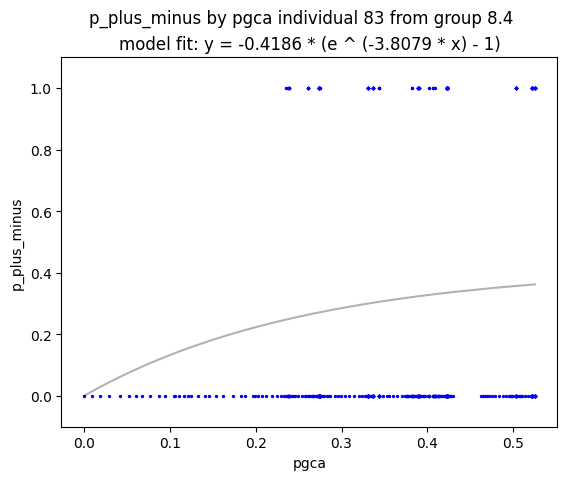 p_plus_minus by pgca individual 83 from group 8.4
model fit: y = -0.4186 * (e ^ (-3.8079 * x) - 1)
1.0
0.8
0.6
0.4
0.2
0.0
p_plus_minus
0.0 0.1 0.2 0.3 0.4 0.5
pgca